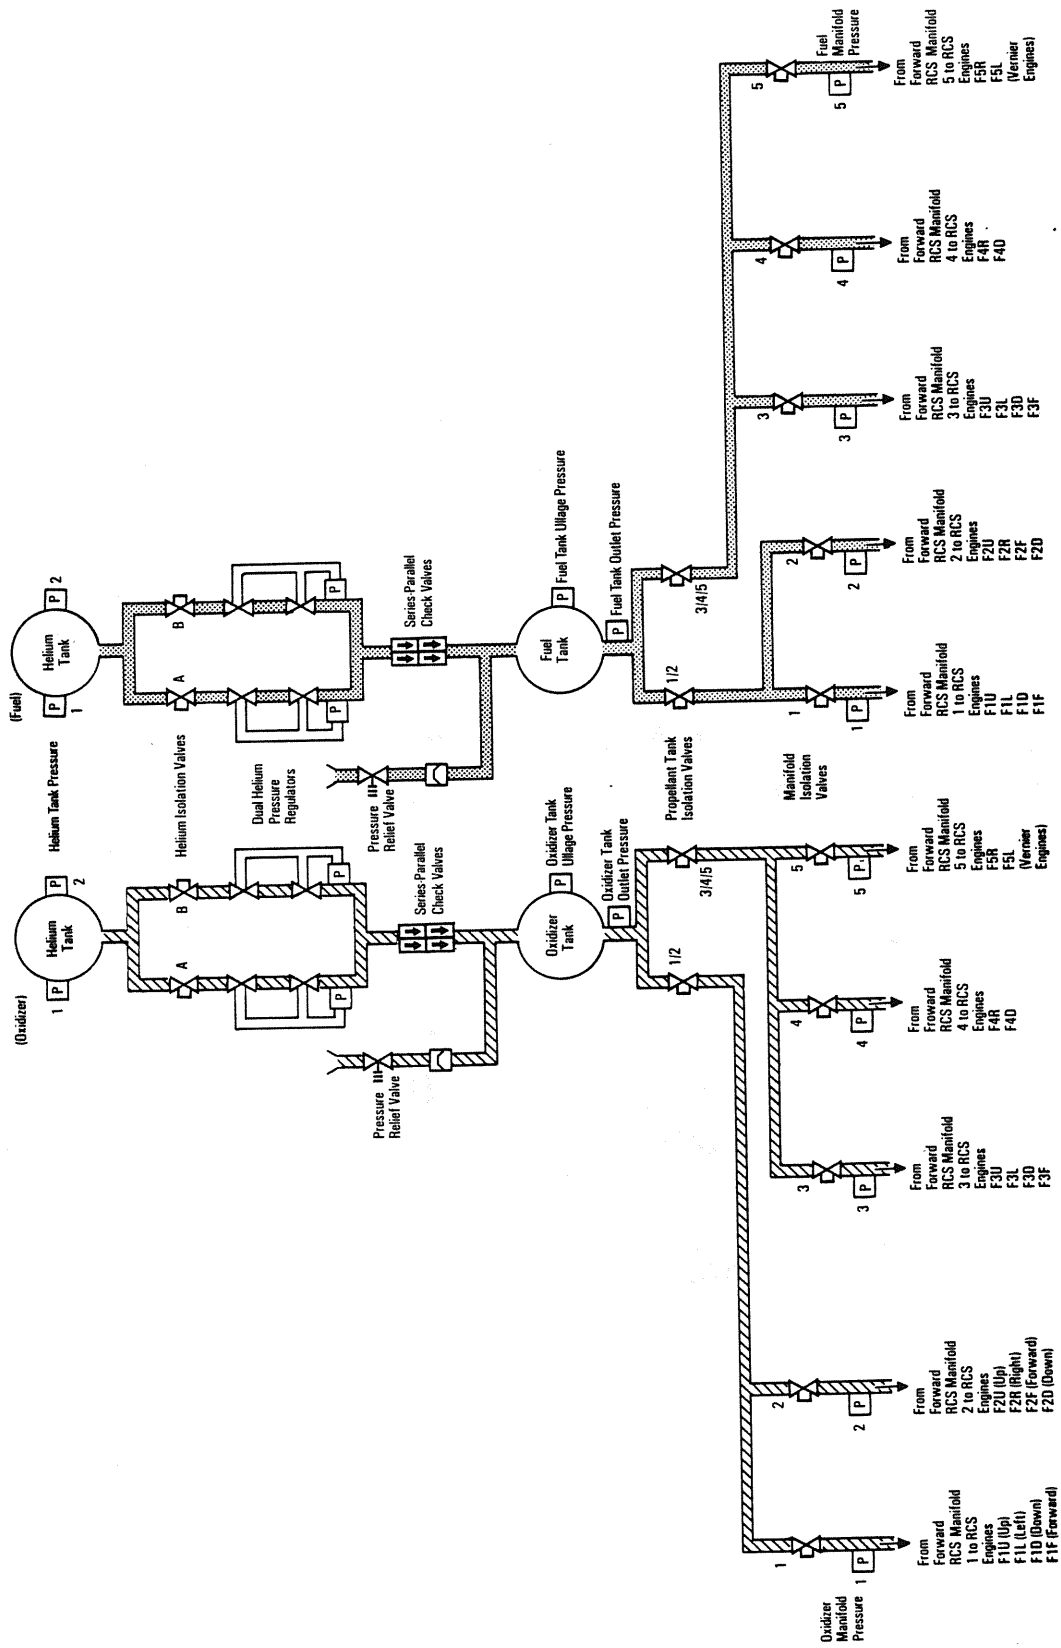 (Oxidizer)
1
P
Helium
Tank
P
2
Helium Tank Pressure
(Fuel)
P
1
Helium
Tank
P
2
A
B
Helium Isolation Valves
A
B
P
P
Dual Helium
Pressure
Regulators
P
P
Pressure
Relief Valve
Series-Parallel
Check Valves
Pressure
Relief Valve
Series-Parallel
Check Valves
Oxidizer
Tank
P
Oxidizer Tank
Ullage Pressure
Fuel
Tank
P
Fuel Tank Ullage Pressure
P
Oxidizer Tank
Outlet Pressure
P
Fuel Tank Outlet Pressure
1/2
3/4/5
Propellant Tank
Isolation Valves
1/2
3/4/5
1
2
3
4
5
Manifold
Isolation
Valves
1
2
3
4
5
Oxidizer
Manifold
Pressure
1
P
2
P
3
P
4
P
5
P
1
P
2
P
3
P
4
P
5
P
Fuel
Manifold
Pressure
From
Forward
RCS Manifold
1 to RCS
Engines
F1U (Up)
F1L (Left)
F1D (Down)
F1F (Forward)
From
Forward
RCS Manifold
2 to RCS
Engines
F2U (Up)
F2R (Right)
F2F (Forward)
F2D (Down)
From
Forward
RCS Manifold
3 to RCS
Engines
F3U
F3L
F3D
F3F
From
Froward
RCS Manifold
4 to RCS
Engines
F4R
F4D
From
Forward
RCS Manifold
5 to RCS
Engines
F5R
F5L
(Vernier
Engines)
From
Forward
RCS Manifold
1 to RCS
Engines
F1U
F1L
F1D
F1F
From
Forward
RCS Manifold
2 to RCS
Engines
F2U
F2R
F2F
F2D
From
Forward
RCS Manifold
3 to RCS
Engines
F3U
F3L
F3D
F3F
From
Forward
RCS Manifold
4 to RCS
Engines
F4R
F4D
From
Forward
RCS Manifold
5 to RCS
Engines
F5R
F5L
(Vernier
Engines)